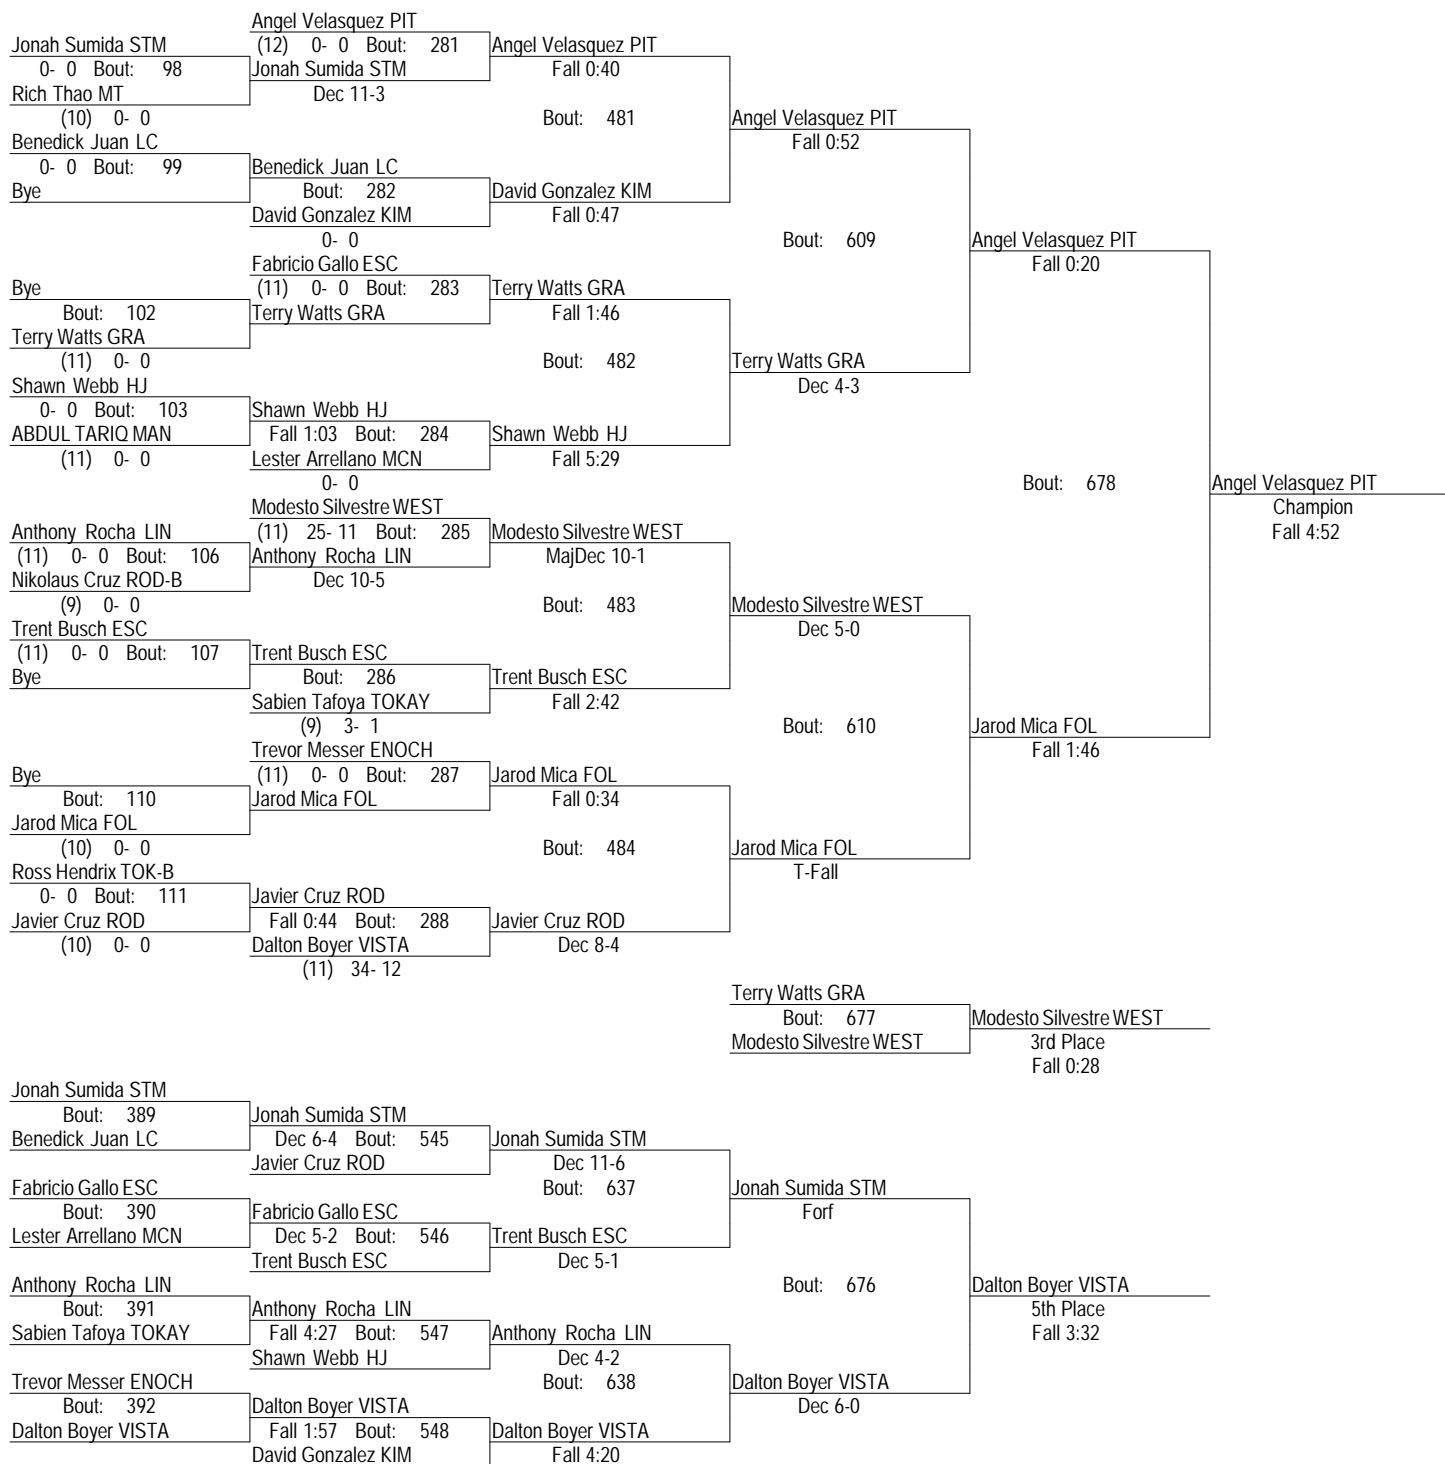 Angel Velasquez PIT
Jonah Sumida STM
(12) 0- 0 Bout: 281
Angel Velasquez PIT
0- 0 Bout: 98
Jonah Sumida STM
Fall 0:40
Rich Thao MT
Dec 11-3
(10) 0- 0
Bout: 481
Angel Velasquez PIT
Benedick Juan LC
Fall 0:52
0- 0 Bout: 99
Benedick Juan LC
Bye
Bout: 282
David Gonzalez KIM
David Gonzalez KIM
Fall 0:47
0- 0
Bout: 609
Angel Velasquez PIT
Fabricio Gallo ESC
Fall 0:20
Bye
(11) 0- 0 Bout: 283
Terry Watts GRA
Bout: 102
Terry Watts GRA
Fall 1:46
Terry Watts GRA
(11) 0- 0
Bout: 482
Terry Watts GRA
Shawn Webb HJ
Dec 4-3
0- 0 Bout: 103
Shawn Webb HJ
ABDUL TARIQ MAN
Fall 1:03 Bout: 284
Shawn Webb HJ
(11) 0- 0
Lester Arrellano MCN
Fall 5:29
0- 0
Bout: 678
Angel Velasquez PIT
Modesto Silvestre WEST
Champion
Anthony Rocha LIN
(11) 25- 11 Bout: 285
Modesto Silvestre WEST
Fall 4:52
(11) 0- 0 Bout: 106
Anthony Rocha LIN
MajDec 10-1
Nikolaus Cruz ROD-B
Dec 10-5
(9) 0- 0
Bout: 483
Modesto Silvestre WEST
Trent Busch ESC
Dec 5-0
(11) 0- 0 Bout: 107
Trent Busch ESC
Bye
Bout: 286
Trent Busch ESC
Sabien Tafoya TOKAY
Fall 2:42
(9) 3- 1
Bout: 610
Jarod Mica FOL
Trevor Messer ENOCH
Fall 1:46
Bye
(11) 0- 0 Bout: 287
Jarod Mica FOL
Bout: 110
Jarod Mica FOL
Fall 0:34
Jarod Mica FOL
(10) 0- 0
Bout: 484
Jarod Mica FOL
Ross Hendrix TOK-B
T-Fall
0- 0 Bout: 111
Javier Cruz ROD
Javier Cruz ROD
Fall 0:44 Bout: 288
Javier Cruz ROD
(10) 0- 0
Dalton Boyer VISTA
Dec 8-4
(11) 34- 12
Terry Watts GRA
Bout: 677
Modesto Silvestre WEST
Modesto Silvestre WEST
3rd Place
Fall 0:28
Jonah Sumida STM
Bout: 389
Jonah Sumida STM
Benedick Juan LC
Dec 6-4 Bout: 545
Jonah Sumida STM
Javier Cruz ROD
Dec 11-6
Fabricio Gallo ESC
Bout: 637
Jonah Sumida STM
Bout: 390
Fabricio Gallo ESC
Forf
Lester Arrellano MCN
Dec 5-2 Bout: 546
Trent Busch ESC
Trent Busch ESC
Dec 5-1
Anthony Rocha LIN
Bout: 676
Dalton Boyer VISTA
Bout: 391
Anthony Rocha LIN
5th Place
Sabien Tafoya TOKAY
Fall 4:27 Bout: 547
Anthony Rocha LIN
Fall 3:32
Shawn Webb HJ
Dec 4-2
Trevor Messer ENOCH
Bout: 638
Dalton Boyer VISTA
Bout: 392
Dalton Boyer VISTA
Dec 6-0
Dalton Boyer VISTA
Fall 1:57 Bout: 548
Dalton Boyer VISTA
David Gonzalez KIM
Fall 4:20